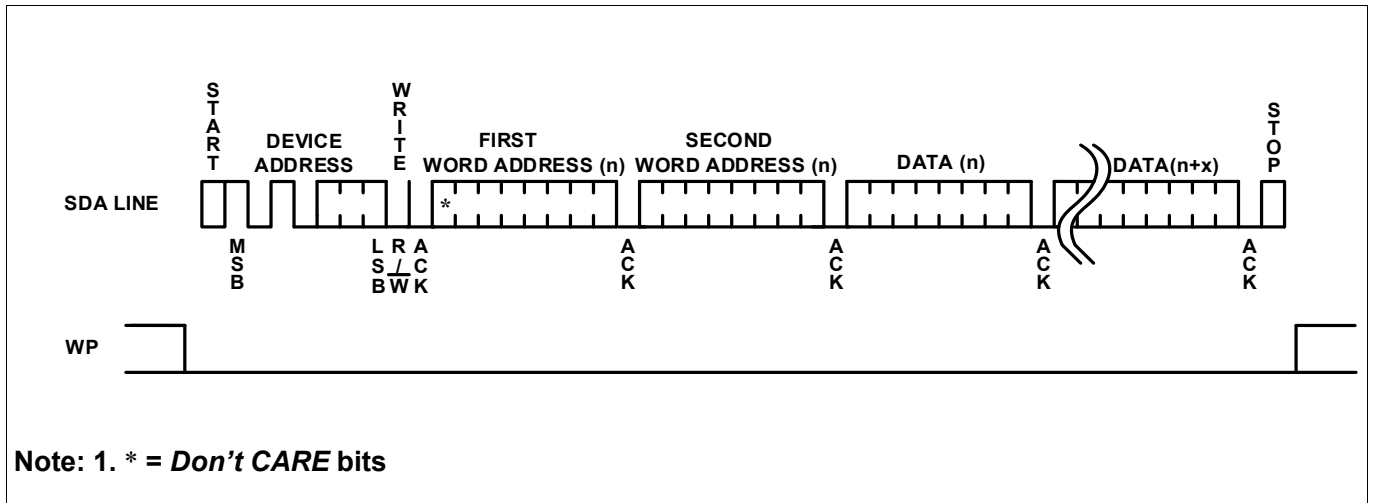 START
WRITE
STOP
DEVICE
ADDRESS
FIRST
WORD ADDRESS (n)
SECOND
WORD ADDRESS (n)
DATA (n)
DATA(n+x)
SDA LINE
*
MSB
LSB
R/W
ACK
ACK
ACK
ACK
ACK
WP
Note: 1. * = Don't CARE bits